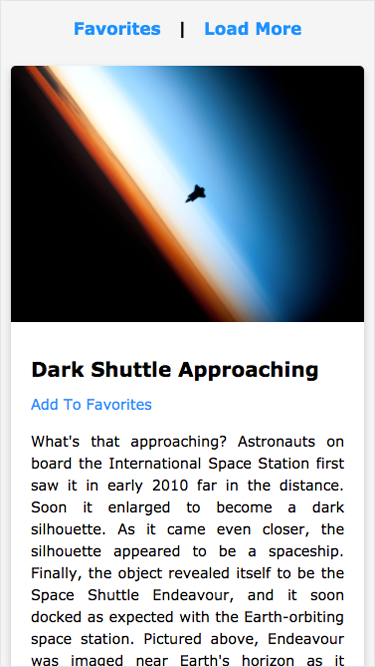 Favorites | Load More
Dark Shuttle Approaching
Add To Favorites
What's that approaching? Astronauts on
board the International Space Station first
saw it in early 2010 far in the distance.
Soon it enlarged to become a dark
silhouette. As it came even closer, the
silhouette appeared to be a spaceship.
Finally, the object revealed itself to be the
Space Shuttle Endeavour, and it soon
docked as expected with the Earth-orbiting
space station. Pictured above, Endeavour
was imaged near Earth's horizon as it